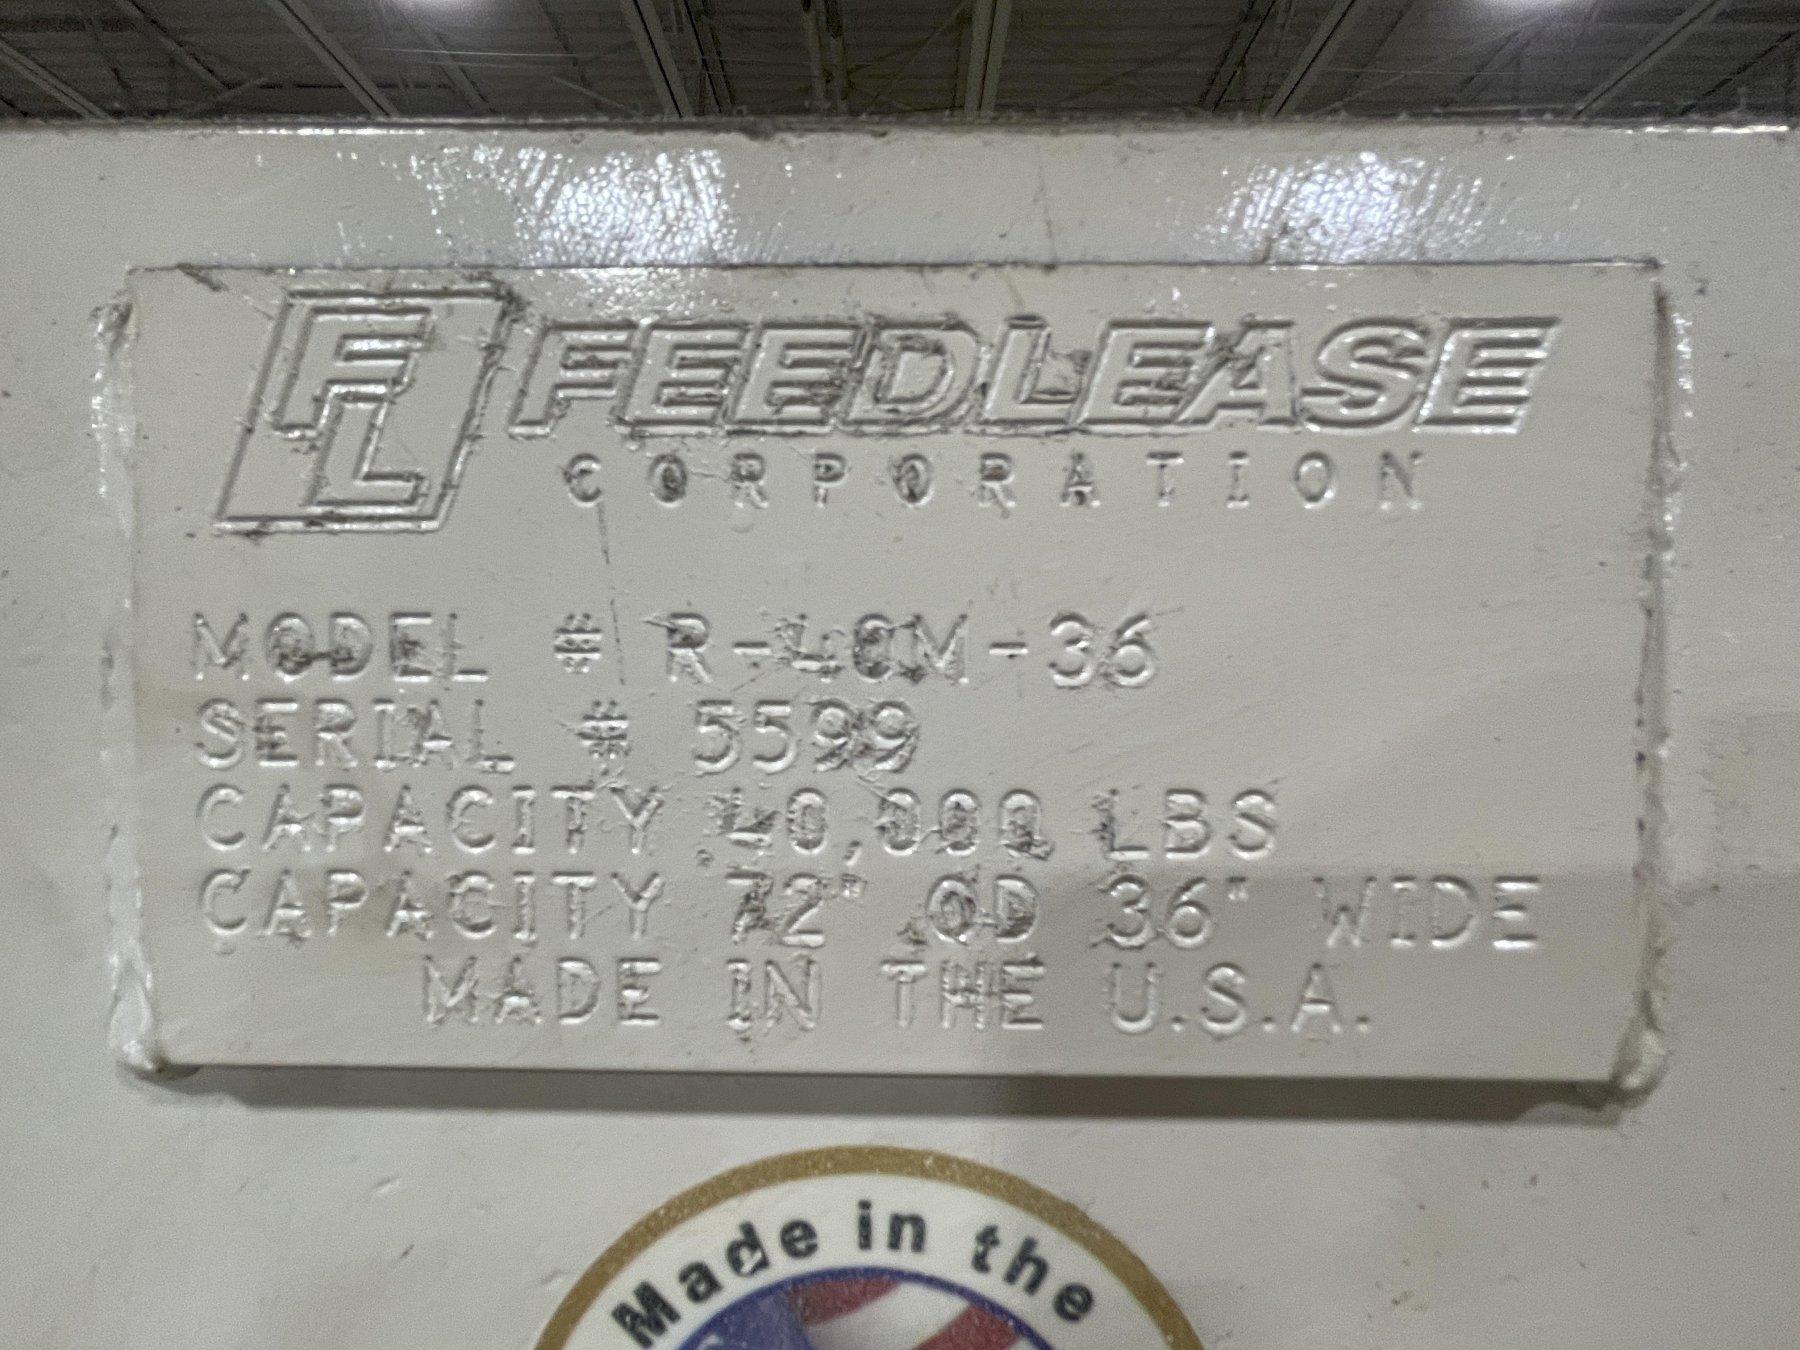 FL FEEDLEASE
CORPORATION
MODEL # R-40M-36
SERIAL # 5599
CAPACITY 40,000 LBS
CAPACITY 72" OD 36" WIDE
MADE IN THE U.S.A.
Made in the